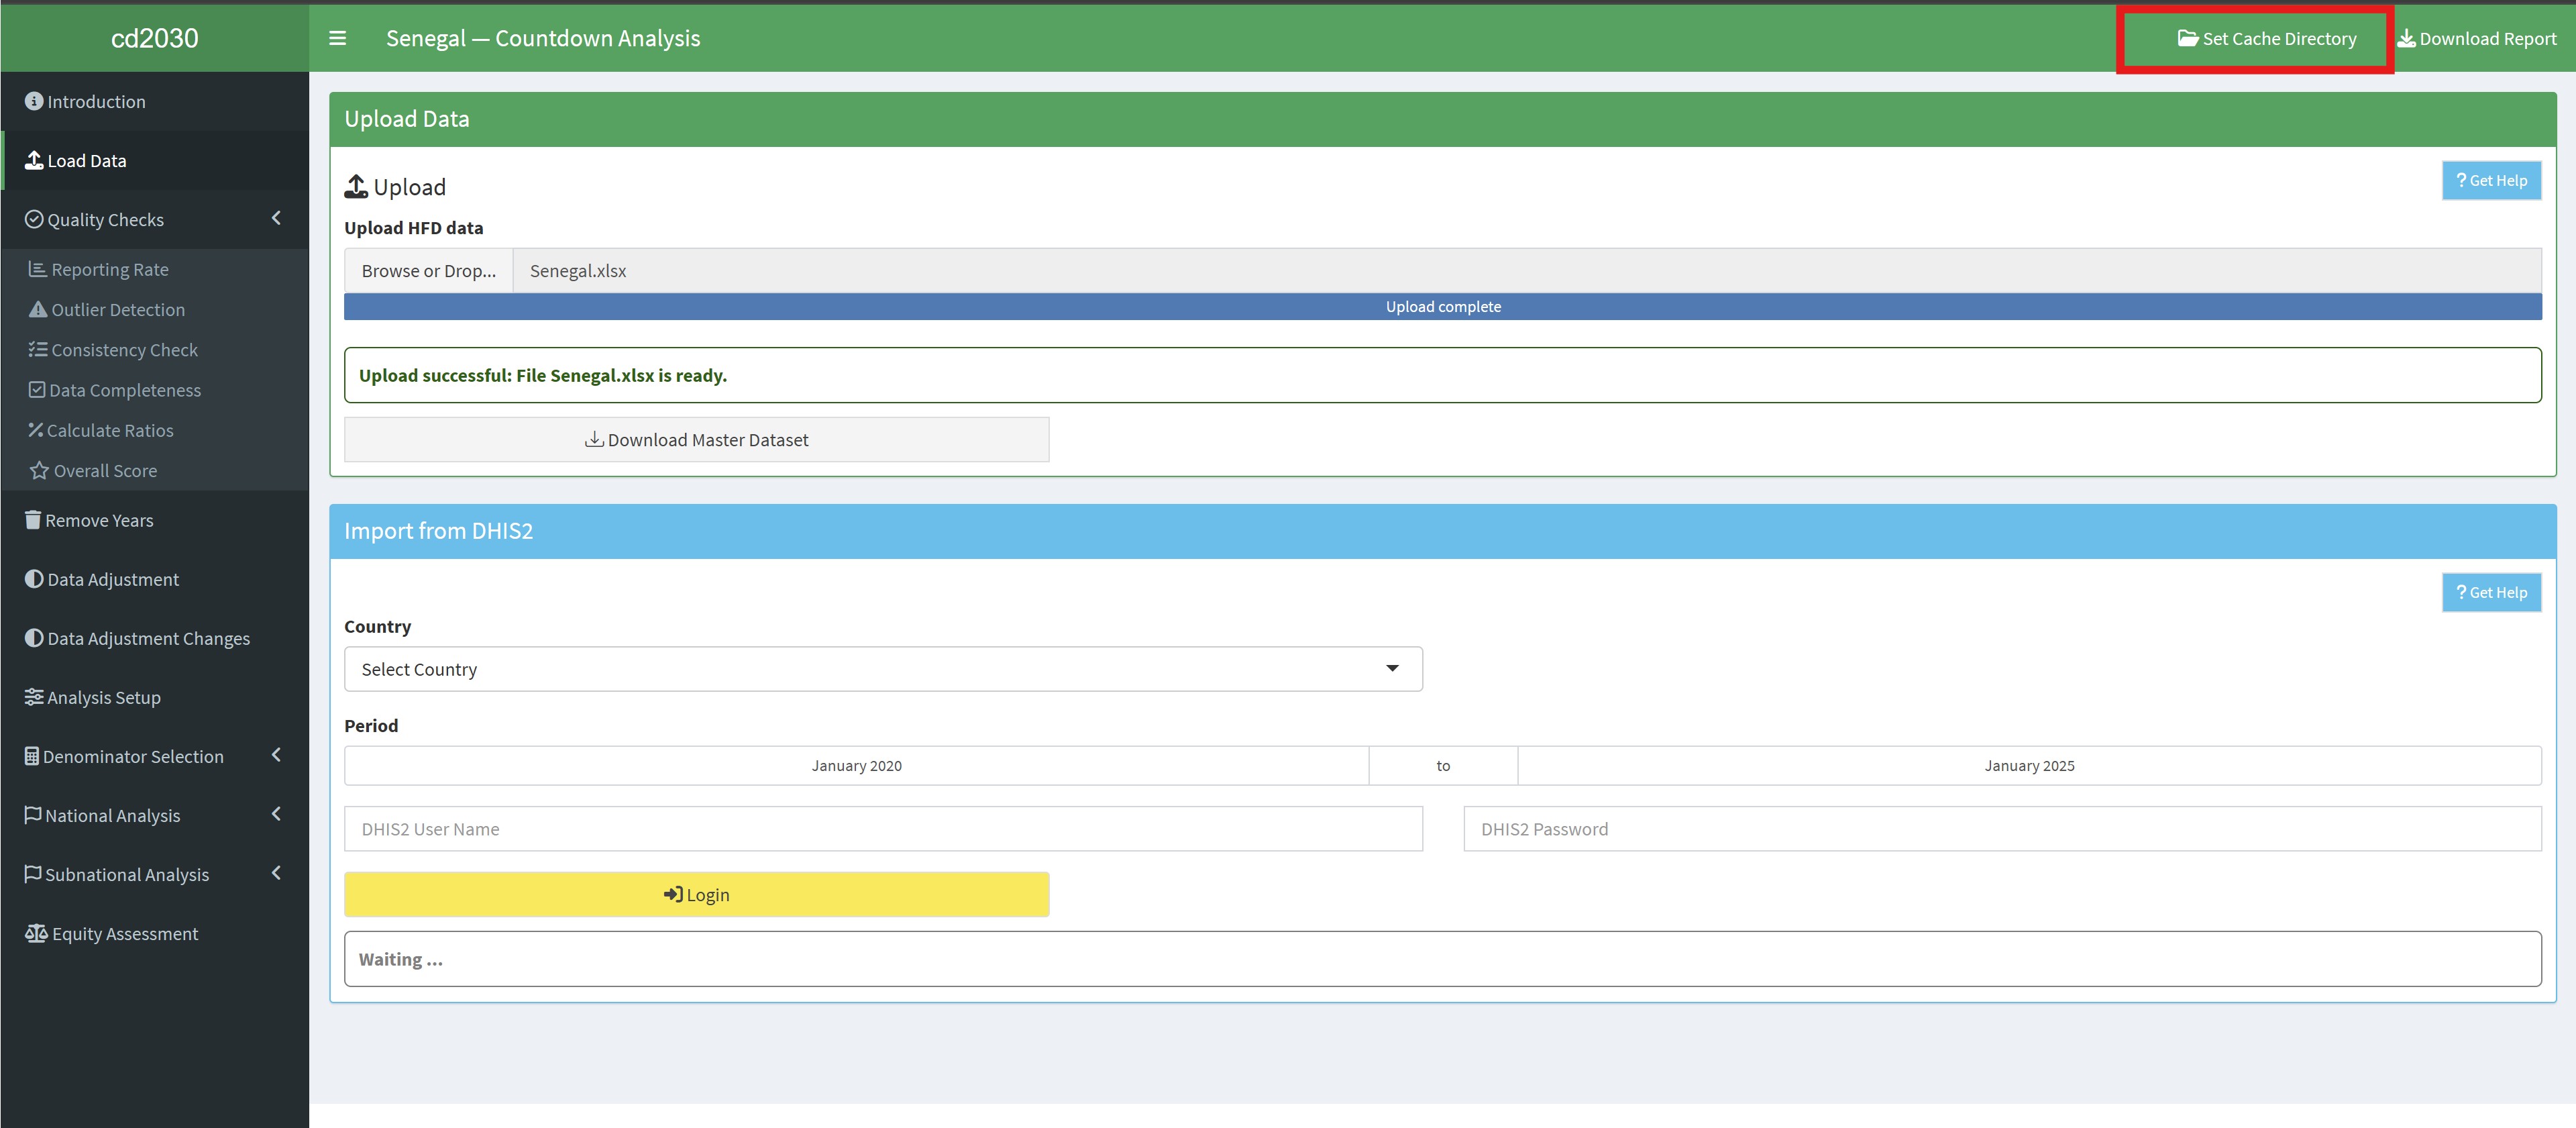 cd2030
Senegal — Countdown Analysis
Set Cache Directory
Download Report
Introduction
Load Data
Quality Checks
Reporting Rate
Outlier Detection
Consistency Check
Data Completeness
Calculate Ratios
Overall Score
Remove Years
Data Adjustment
Data Adjustment Changes
Analysis Setup
Denominator Selection
National Analysis
Subnational Analysis
Equity Assessment
Upload Data
Upload
? Get Help
Upload HFD data
Browse or Drop...
Senegal.xlsx
Upload complete
Upload successful: File Senegal.xlsx is ready.
Download Master Dataset
Import from DHIS2
? Get Help
Country
Select Country
Period
January 2020
to
January 2025
DHIS2 User Name
DHIS2 Password
Login
Waiting ...